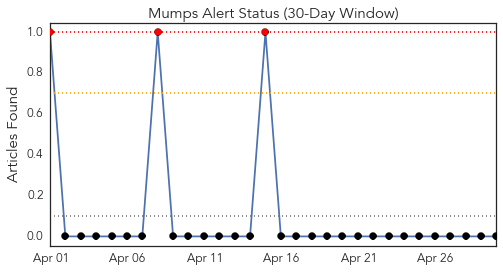 Mumps Alert Status (30-Day Window)
Articles Found
1.0
0.8
0.6
0.4
0.2
0.0
Apr 01 Apr 06 Apr 11 Apr 16 Apr 21 Apr 26